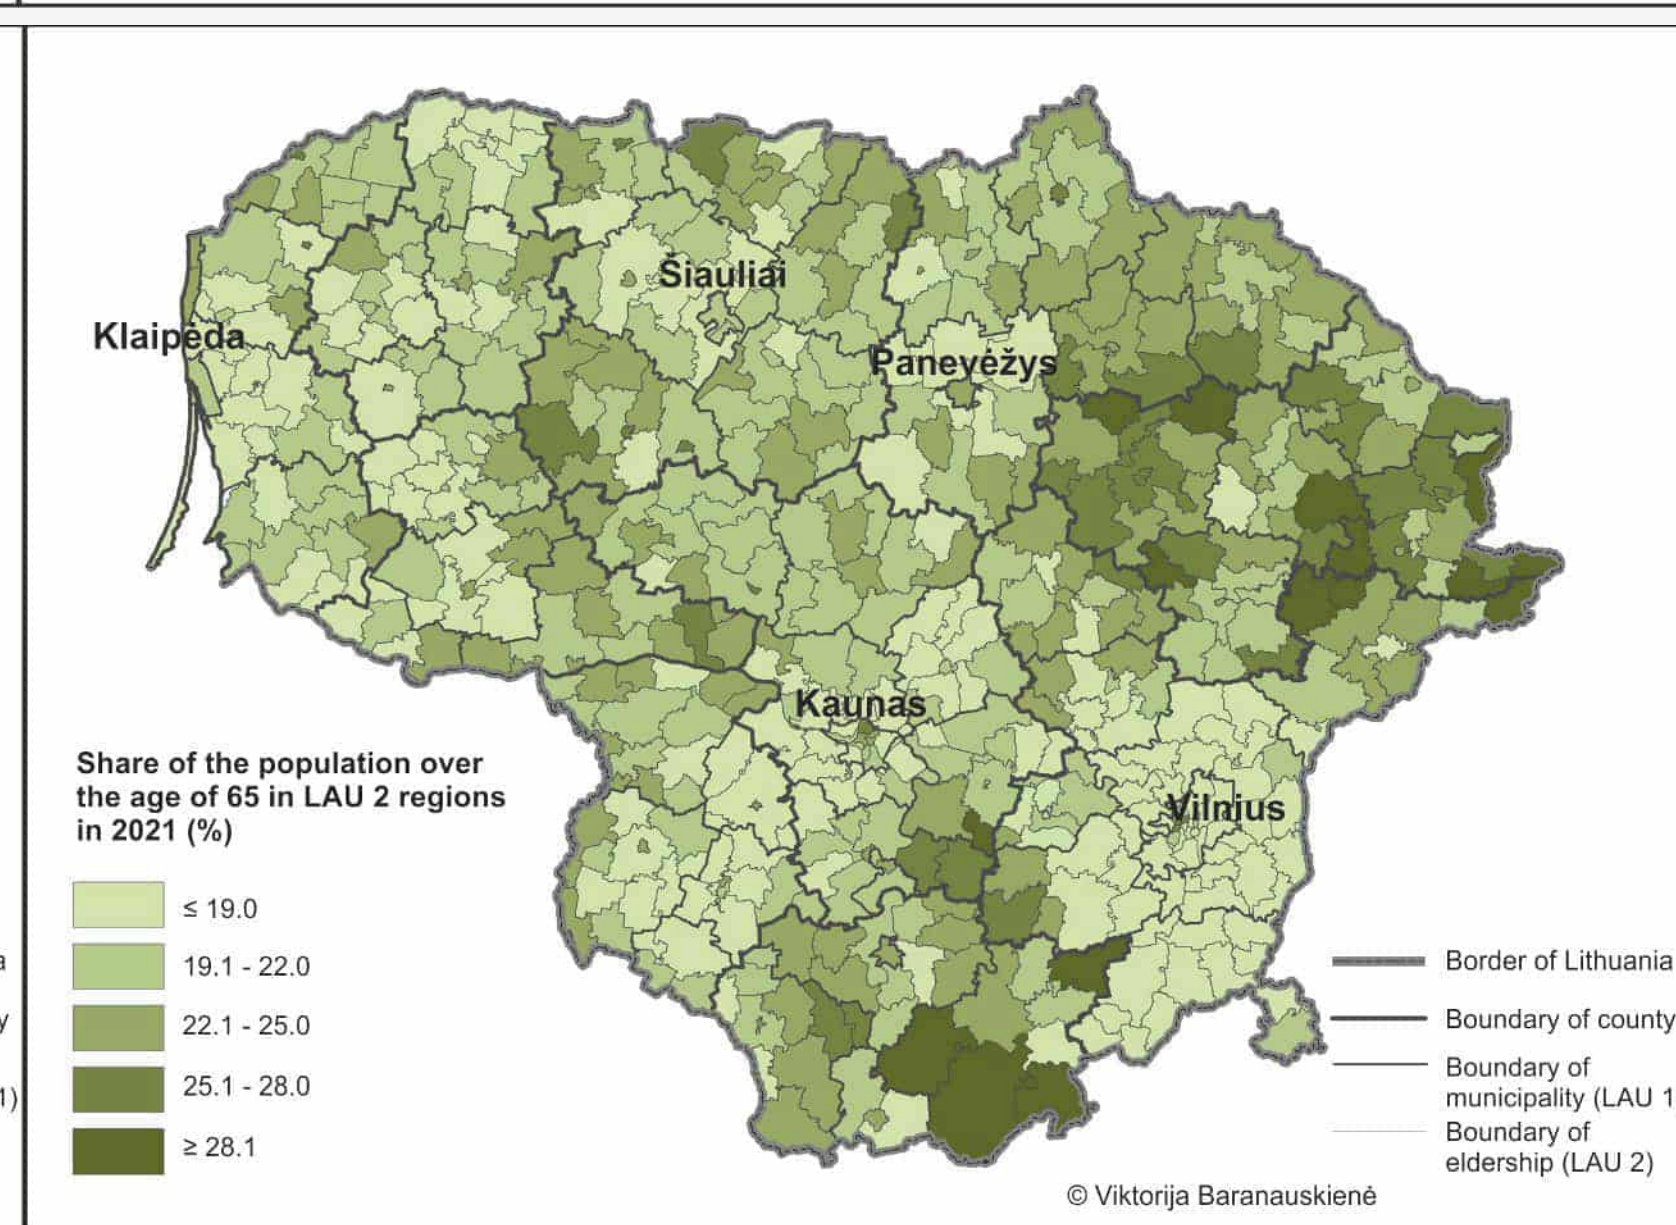 Šiauliai
Klaipėda
Panevėžys
Kaunas
Vilnius
Share of the population over
the age of 65 in LAU 2 regions
in 2021 (%)
≤ 19.0
19.1 - 22.0
22.1 - 25.0
25.1 - 28.0
≥ 28.1
a
y
1)
Border of Lithuania
Boundary of county
Boundary of
municipality (LAU 1
Boundary of
eldership (LAU 2)
© Viktorija Baranauskienė